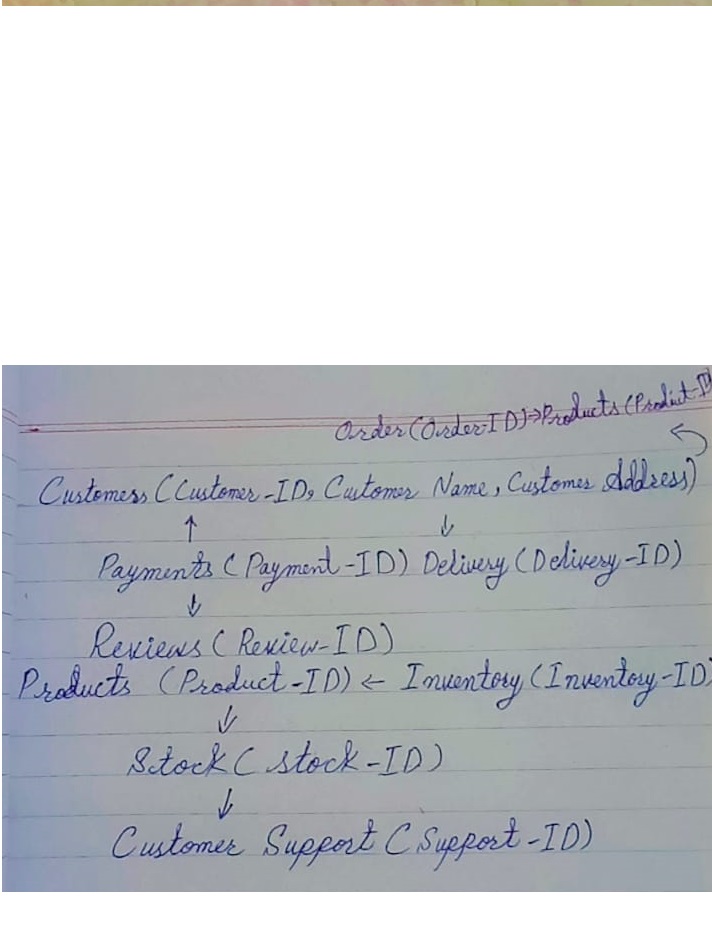 Order (Order-ID)→Products (Product-ID
Customers (Customer-ID, Customer Name, Customer Address)
↑ ↓
Payments (Payment-ID) Delivery (Delivery-ID)
↓
Reviews (Review-ID)
Products (Product-ID) ← Inventory (Inventory-ID)
↓
Stock (stock-ID)
↓
Customer Support (Support-ID)